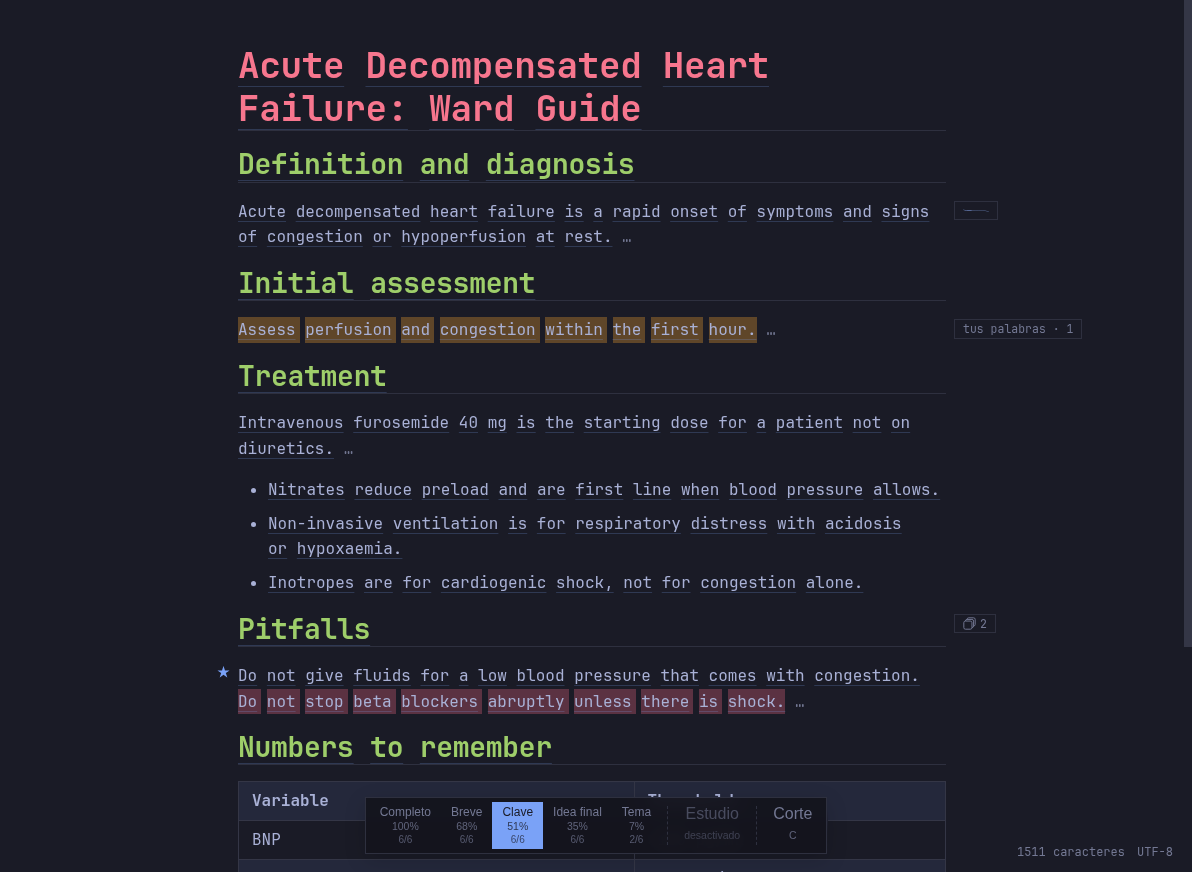 Acute Decompensated Heart
Failure: Ward Guide
Definition and diagnosis
Acute decompensated heart failure is a rapid onset of symptoms and signs
of congestion or hypoperfusion at rest. …
Initial assessment
Assess perfusion and congestion within the first hour. …
tus palabras · 1
Treatment
Intravenous furosemide 40 mg is the starting dose for a patient not on
diuretics. …
• Nitrates reduce preload and are first line when blood pressure allows.
• Non-invasive ventilation is for respiratory distress with acidosis
or hypoxaemia.
• Inotropes are for cardiogenic shock, not for congestion alone.
Pitfalls
2
★ Do not give fluids for a low blood pressure that comes with congestion.
Do not stop beta blockers abruptly unless there is shock. …
Numbers to remember
Variable
BNP
Completo Breve Clave Idea final Tema Estudio Corte
100% 68% 51% 35% 7% desactivado C
6/6 6/6 6/6 6/6 2/6
1511 caracteres UTF-8